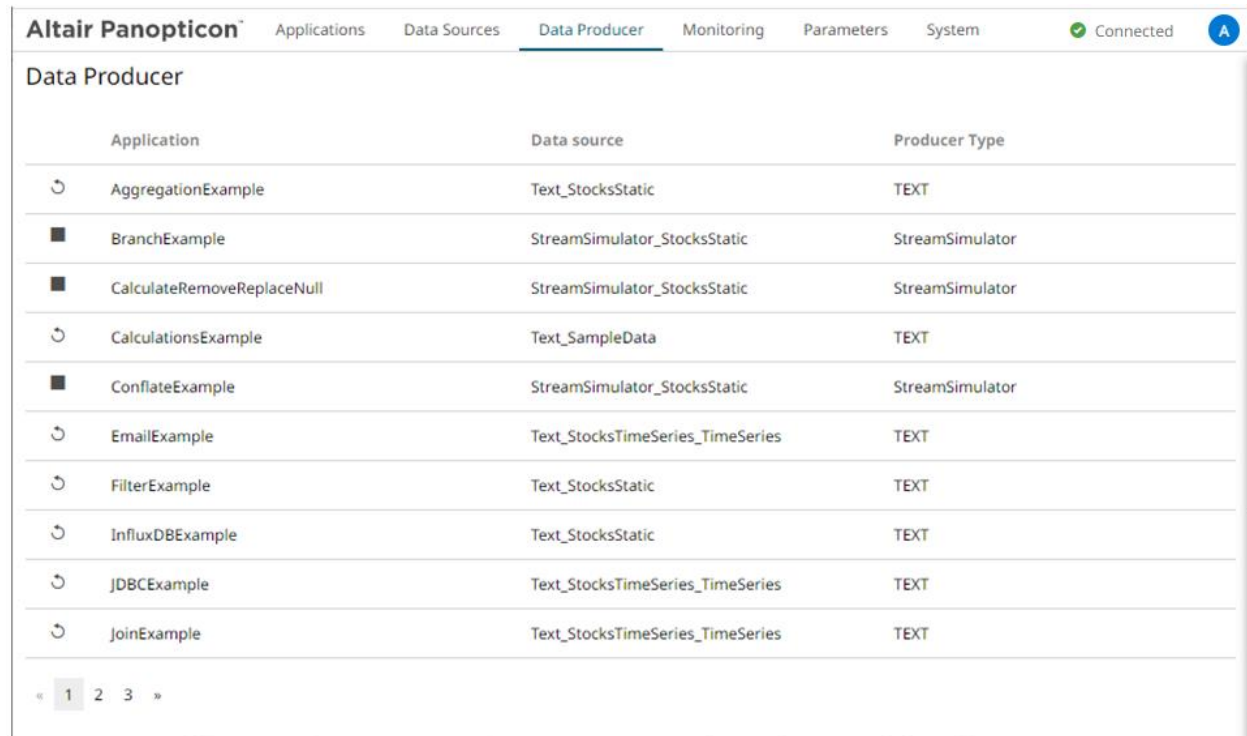 Altair Panopticon™ Applications Data Sources Data Producer Monitoring Parameters System Connected A
Data Producer
Application Data source Producer Type
AggregationExample Text_StocksStatic TEXT
BranchExample StreamSimulator_StocksStatic StreamSimulator
CalculateRemoveReplaceNull StreamSimulator_StocksStatic StreamSimulator
CalculationsExample Text_SampleData TEXT
ConflateExample StreamSimulator_StocksStatic StreamSimulator
EmailExample Text_StocksTimeSeries_TimeSeries TEXT
FilterExample Text_StocksStatic TEXT
InfluxDBExample Text_StocksStatic TEXT
JDBCExample Text_StocksTimeSeries_TimeSeries TEXT
JoinExample Text_StocksTimeSeries_TimeSeries TEXT
« 1 2 3 »